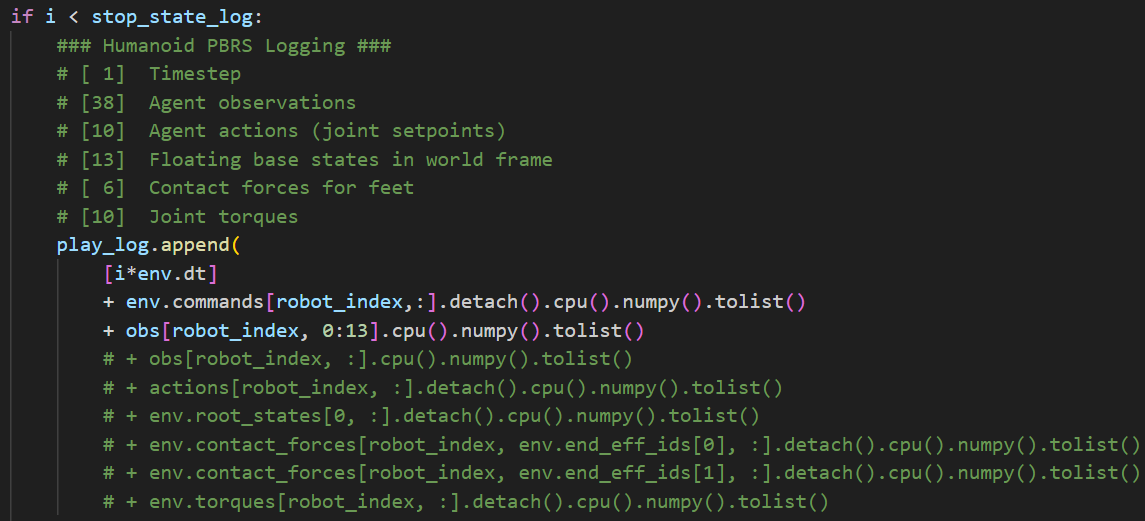 if i < stop_state_log:
    ### Humanoid PBRS Logging ###
    # [ 1]  Timestep
    # [38]  Agent observations
    # [10]  Agent actions (joint setpoints)
    # [13]  Floating base states in world frame
    # [ 6]  Contact forces for feet
    # [10]  Joint torques
    play_log.append(
        [i*env.dt]
        + env.commands[robot_index,:].detach().cpu().numpy().tolist()
        + obs[robot_index, 0:13].cpu().numpy().tolist()
        # + obs[robot_index, :].cpu().numpy().tolist()
        # + actions[robot_index, :].detach().cpu().numpy().tolist()
        # + env.root_states[0, :].detach().cpu().numpy().tolist()
        # + env.contact_forces[robot_index, env.end_eff_ids[0], :].detach().cpu().numpy().tolist()
        # + env.contact_forces[robot_index, env.end_eff_ids[1], :].detach().cpu().numpy().tolist()
        # + env.torques[robot_index, :].detach().cpu().numpy().tolist()